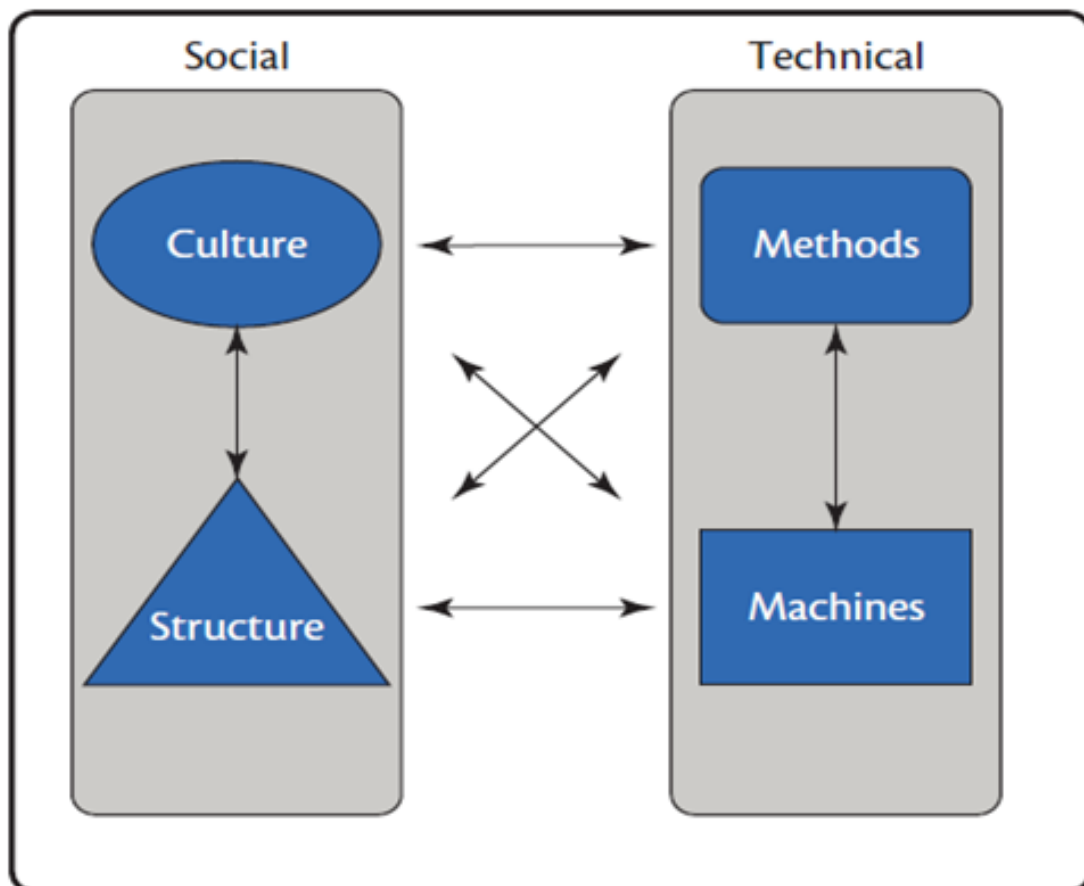 Social
Technical
Culture
Methods
Structure
Machines